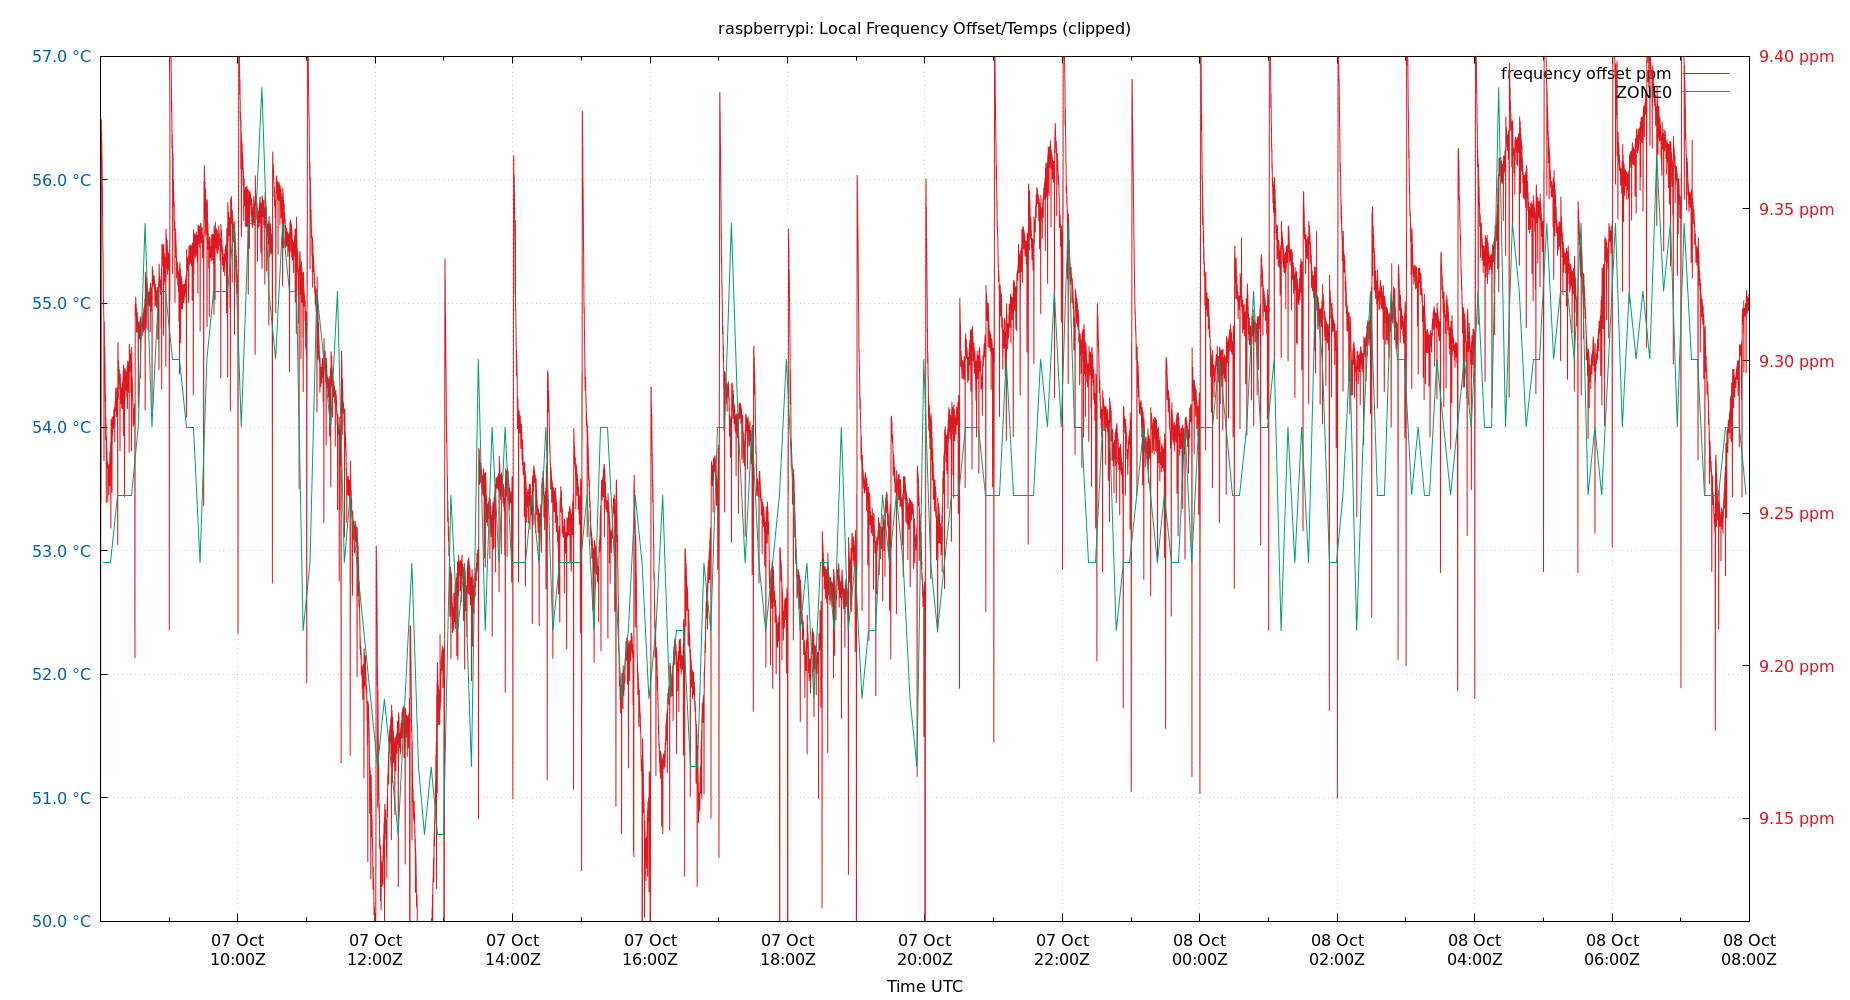 raspberrypi: Local Frequency Offset/Temps (clipped)
57.0 °C
56.0 °C
55.0 °C
54.0 °C
53.0 °C
52.0 °C
51.0 °C
50.0 °C
9.40 ppm
9.35 ppm
9.30 ppm
9.25 ppm
9.20 ppm
9.15 ppm
frequency offset ppm
ZONE0
07 Oct
10:00Z
07 Oct
12:00Z
07 Oct
14:00Z
07 Oct
16:00Z
07 Oct
18:00Z
07 Oct
20:00Z
07 Oct
22:00Z
08 Oct
00:00Z
08 Oct
02:00Z
08 Oct
04:00Z
08 Oct
06:00Z
08 Oct
08:00Z
Time UTC